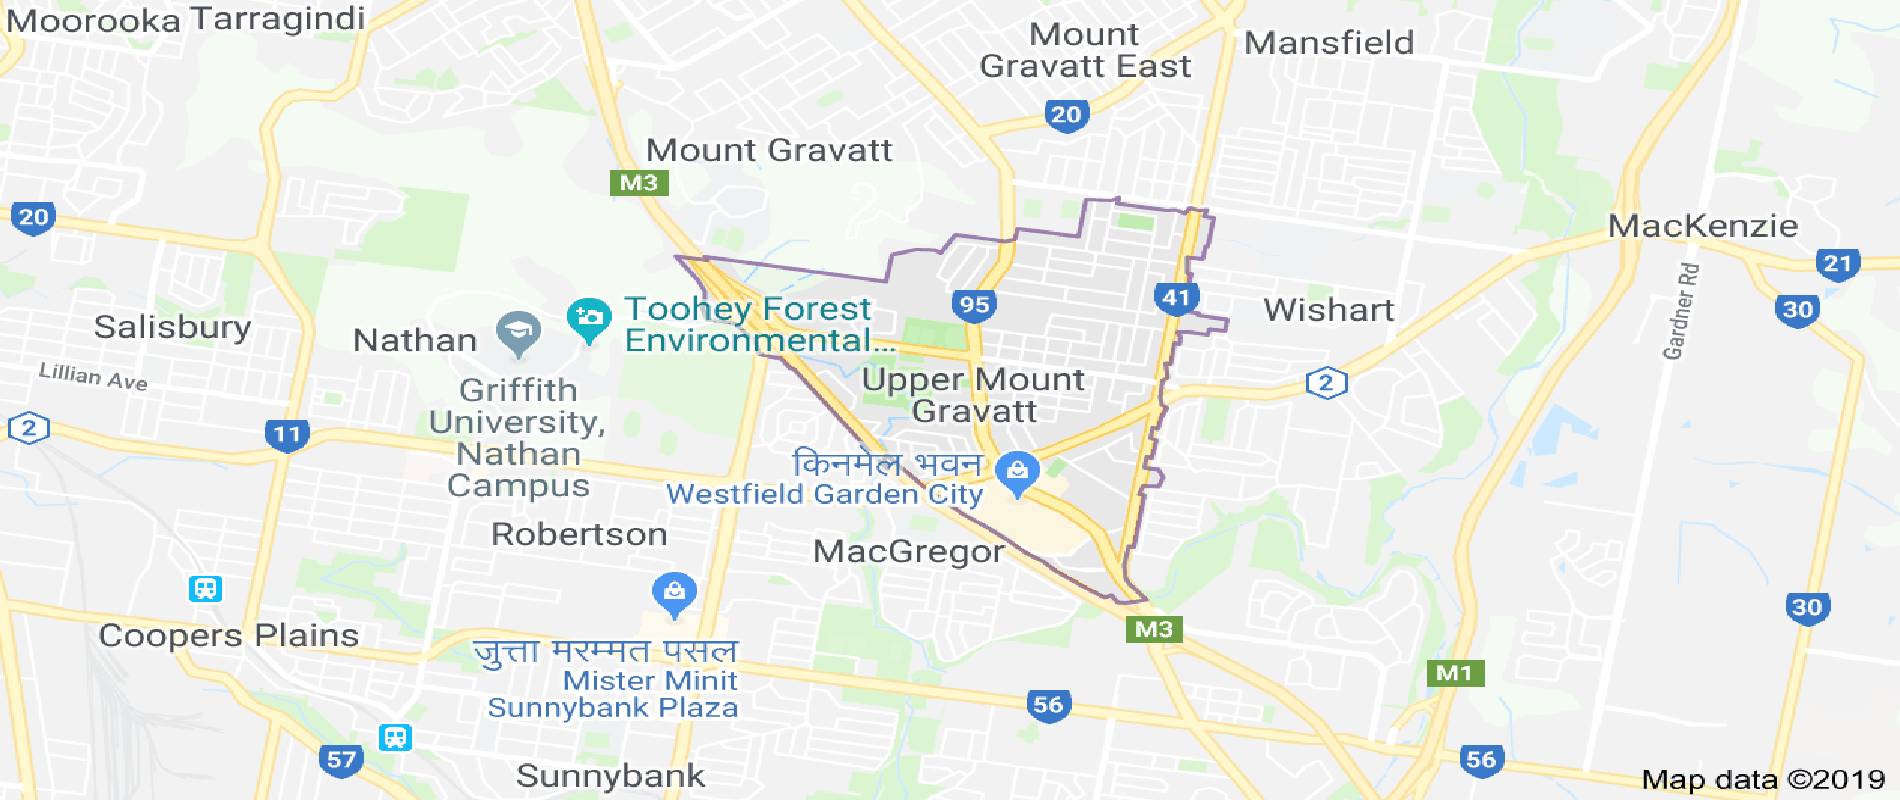 Moorooka
Tarragindi
Mount
Gravatt East
Mansfield
20
Mount Gravatt
M3
20
MacKenzie
21
Gardner Rd
95
41
Wishart
30
Toohey Forest
Environmental...
Salisbury
Nathan
Lillian Ave
Griffith
University,
Nathan
Campus
Upper Mount
Gravatt
2
2
11
किनमेल भवन
Westfield Garden City
Robertson
MacGregor
30
M3
Coopers Plains
जुत्ता मरम्मत पसल
Mister Minit
Sunnybank Plaza
M1
56
57
56
Sunnybank
Map data ©2019